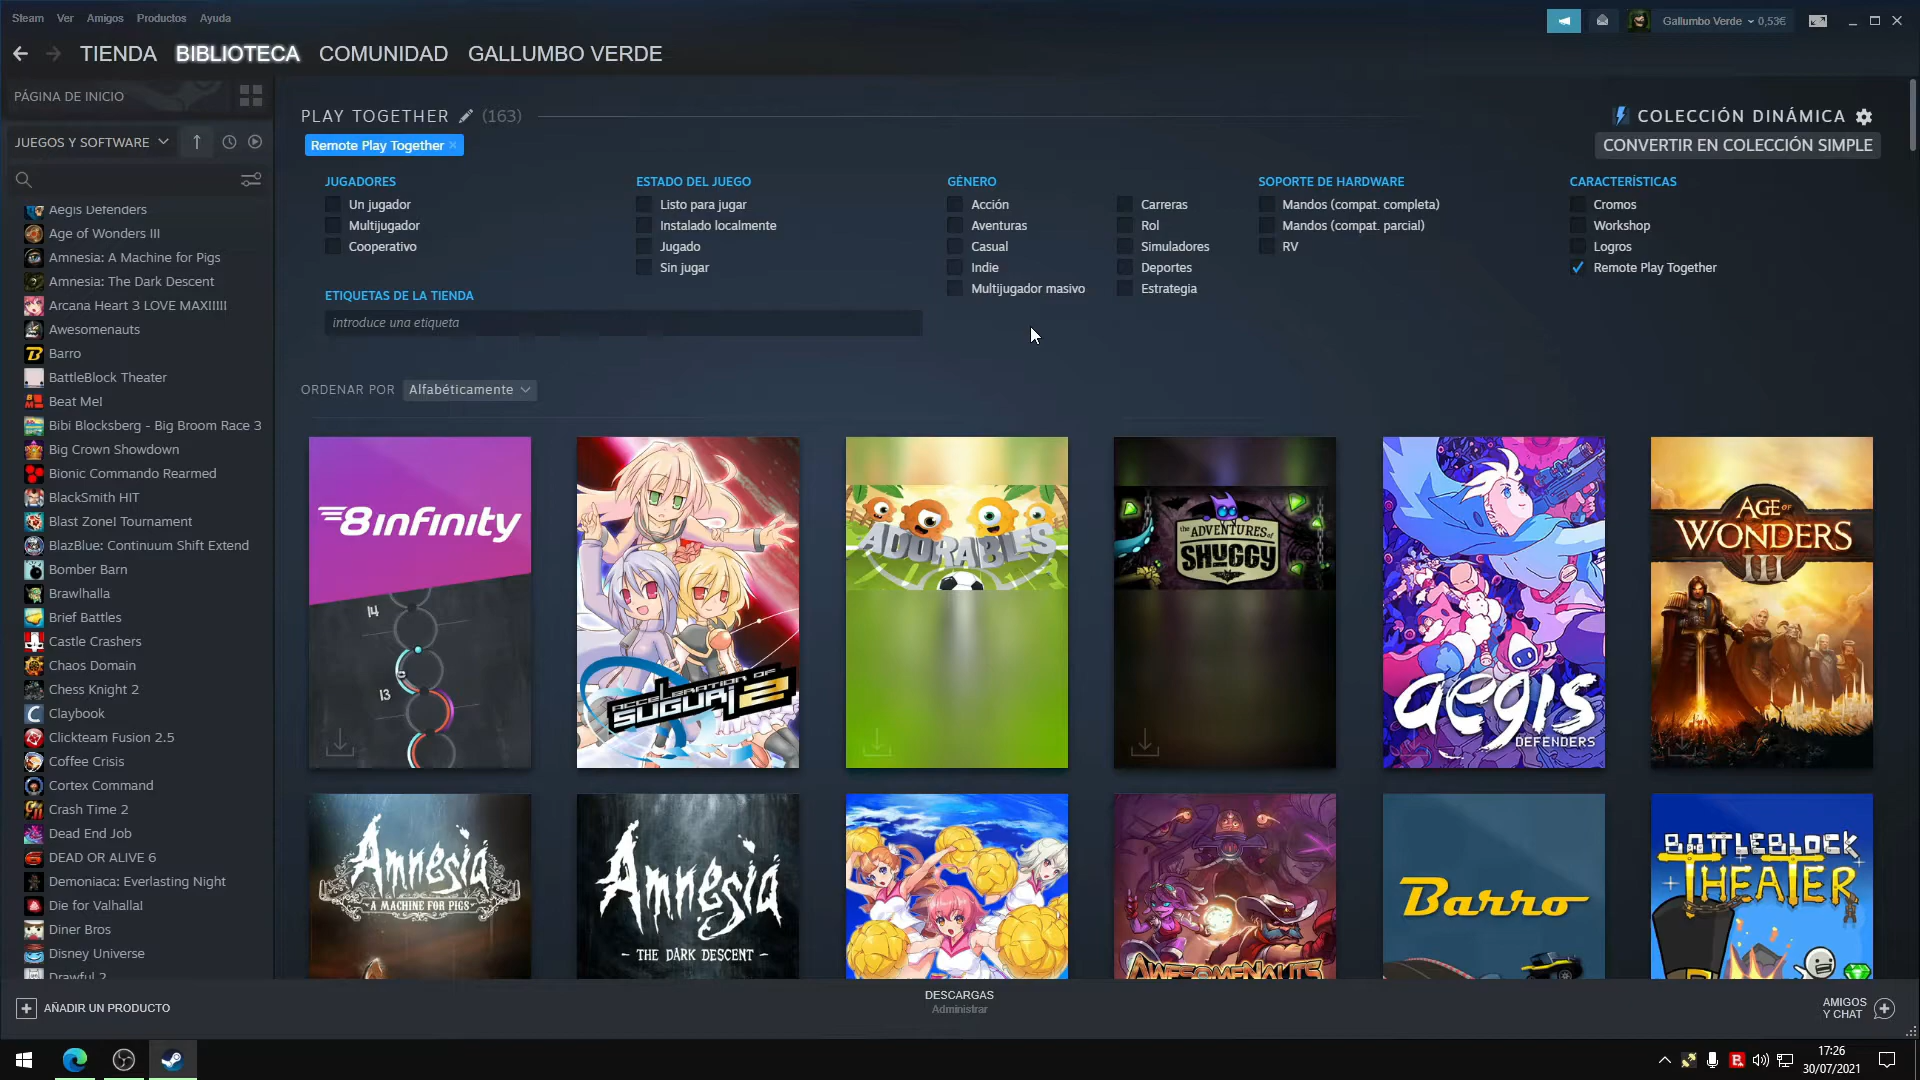 Steam Ver Amigos Productos Ayuda
Gallumbo Verde 0,53€
TIENDA BIBLIOTECA COMUNIDAD GALLUMBO VERDE
PÁGINA DE INICIO
JUEGOS Y SOFTWARE
Aegis Defenders
Age of Wonders III
Amnesia: A Machine for Pigs
Amnesia: The Dark Descent
Arcana Heart 3 LOVE MAX!!!!!
Awesomenauts
Barro
BattleBlock Theater
Beat Me!
Bibi Blocksberg - Big Broom Race 3
Big Crown Showdown
Bionic Commando Rearmed
BlackSmith HIT
Blast Zone! Tournament
BlazBlue: Continuum Shift Extend
Bomber Barn
Brawlhalla
Brief Battles
Castle Crashers
Chaos Domain
Chess Knight 2
Claybook
Clickteam Fusion 2.5
Coffee Crisis
Cortex Command
Crash Time 2
Dead End Job
DEAD OR ALIVE 6
Demoniaca: Everlasting Night
Die for Valhalla!
Diner Bros
Disney Universe
Drawful 2
AÑADIR UN PRODUCTO
PLAY TOGETHER (163)
COLECCIÓN DINÁMICA
Remote Play Together ×
CONVERTIR EN COLECCIÓN SIMPLE
JUGADORES
Un jugador
Multijugador
Cooperativo
ESTADO DEL JUEGO
Listo para jugar
Instalado localmente
Jugado
Sin jugar
GÉNERO
Acción
Aventuras
Casual
Indie
Multijugador masivo
Carreras
Rol
Simuladores
Deportes
Estrategia
SOPORTE DE HARDWARE
Mandos (compat. completa)
Mandos (compat. parcial)
RV
CARACTERÍSTICAS
Cromos
Workshop
Logros
Remote Play Together
ETIQUETAS DE LA TIENDA
introduce una etiqueta
ORDENAR POR Alfabéticamente
8infinity
14
13
ACCELERATION OF
SUGURI 2
ADORABLES
THE ADVENTURES of
SHUGGY
aegis
DEFENDERS
AGE OF
WONDERS
III
Amnesia
A MACHINE FOR PIGS
Amnesia
- THE DARK DESCENT -
AWESOMENAUTS
Barro
BATTLEBLOCK
THEATER
DESCARGAS
Administrar
AMIGOS
Y CHAT
17:26
30/07/2021